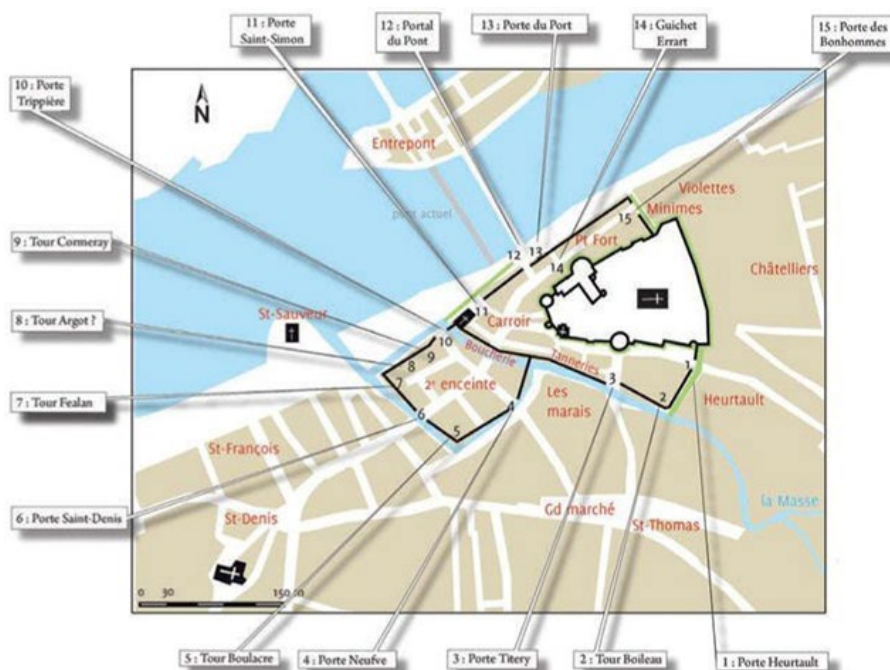 11 : Porte
Saint-Simon
12 : Portal
du Pont
13 : Porte du Port
14 : Guichet
Errart
15 : Porte des
Bonhommes
10 : Porte
Trippière
N
Entrepont
pont actuel
Violettes
Minimes
15
Pt Fort
12
13
14
Châtelliers
9 : Tour Cormeray
St-Sauveur
11
Carroir
8 : Tour Argot ?
10
9
8
Boucherie
Tanneries
2e enceinte
7
3
1
2
Heurtault
7 : Tour Fealan
Les
marais
4
6
5
St-François
la Masse
6 : Porte Saint-Denis
St-Denis
Gd marché
St-Thomas
0 30 150
5 : Tour Boulacre
4 : Porte Neufve
3 : Porte Titery
2 : Tour Boileau
1 : Porte Heurtault